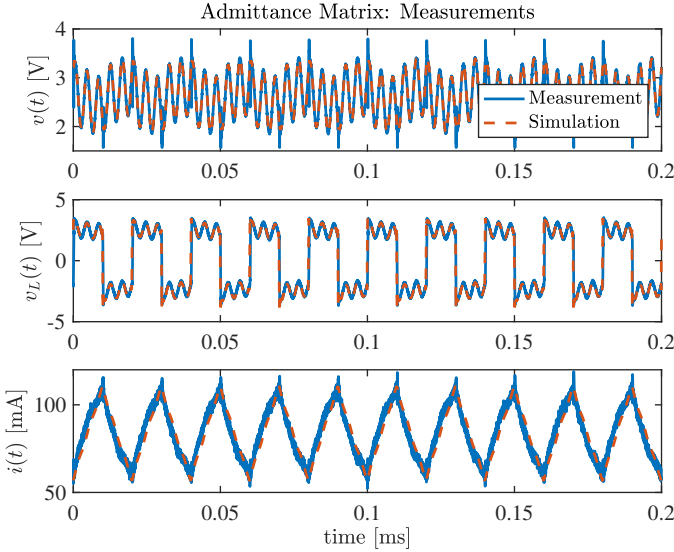 Admittance Matrix: Measurements
v(t) [V]
4
3
2
Measurement
Simulation
0 0.05 0.1 0.15 0.2
v_L(t) [V]
5
0
-5
0 0.05 0.1 0.15 0.2
i(t) [mA]
100
50
0 0.05 0.1 0.15 0.2
time [ms]